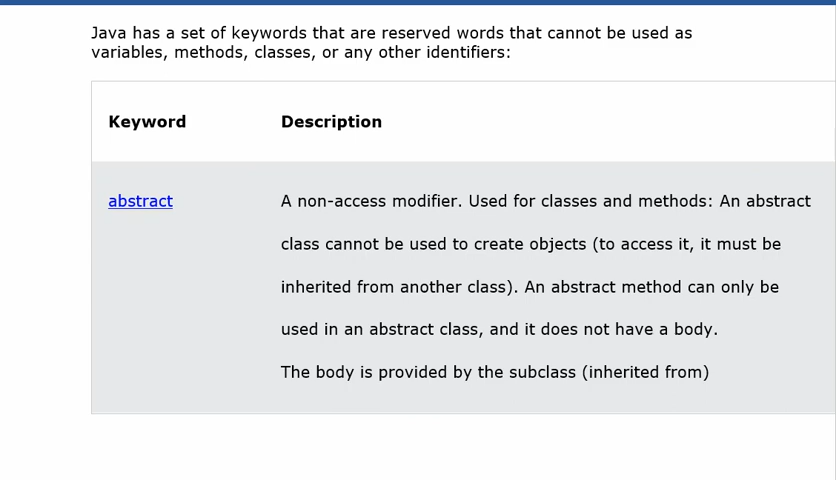 Java has a set of keywords that are reserved words that cannot be used as
variables, methods, classes, or any other identifiers:
Keyword Description
abstract A non-access modifier. Used for classes and methods: An abstract
class cannot be used to create objects (to access it, it must be
inherited from another class). An abstract method can only be
used in an abstract class, and it does not have a body.
The body is provided by the subclass (inherited from)